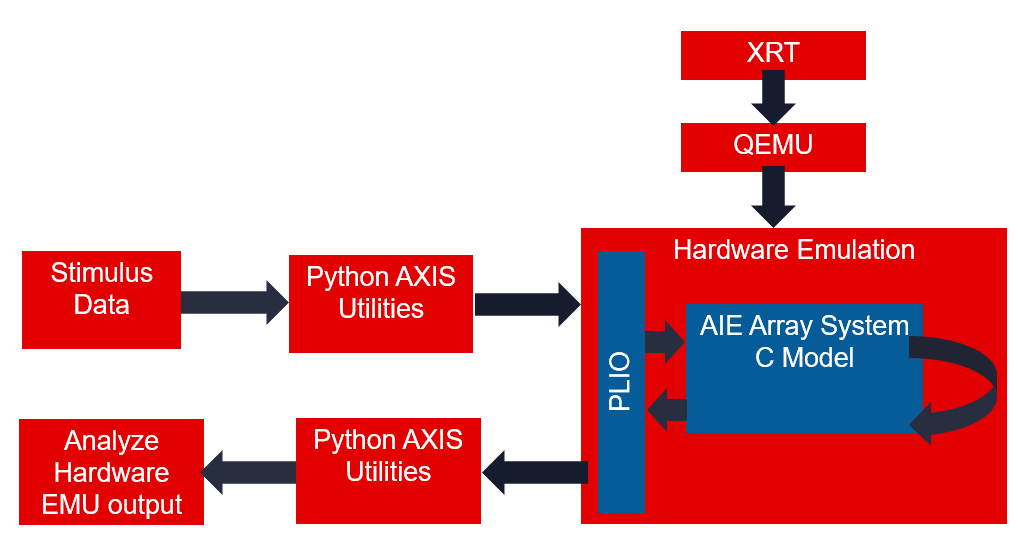 XRT
QEMU
Hardware Emulation
Stimulus
Data
Python AXIS
Utilities
PLIO
AIE Array System
C Model
Analyze
Hardware
EMU output
Python AXIS
Utilities